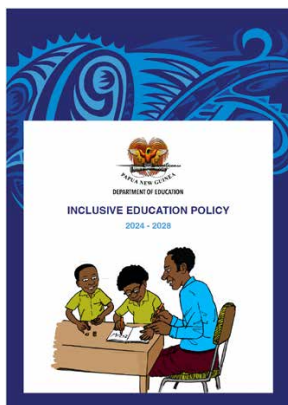 PAPUA NEW GUINEA
DEPARTMENT OF EDUCATION
INCLUSIVE EDUCATION POLICY
2024 - 2028